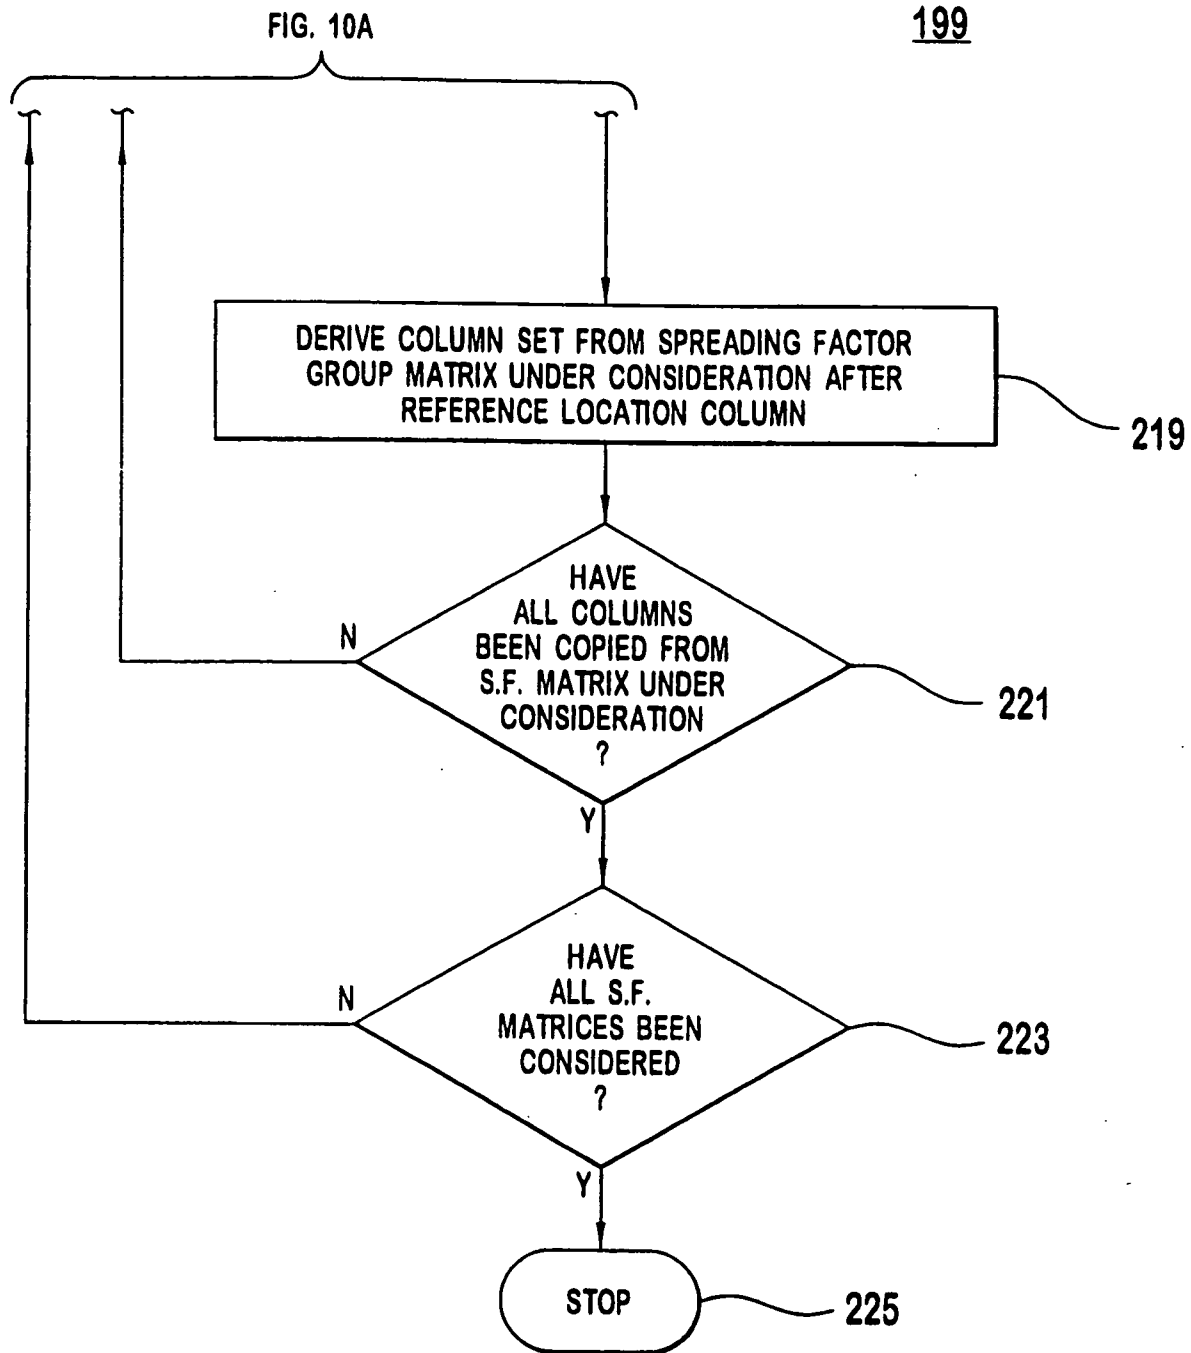 FIG. 10A
199
DERIVE COLUMN SET FROM SPREADING FACTOR
GROUP MATRIX UNDER CONSIDERATION AFTER
REFERENCE LOCATION COLUMN
219
HAVE
ALL COLUMNS
BEEN COPIED FROM
S.F. MATRIX UNDER
CONSIDERATION
?
N
221
Y
HAVE
ALL S.F.
MATRICES BEEN
CONSIDERED
?
N
223
Y
STOP
225